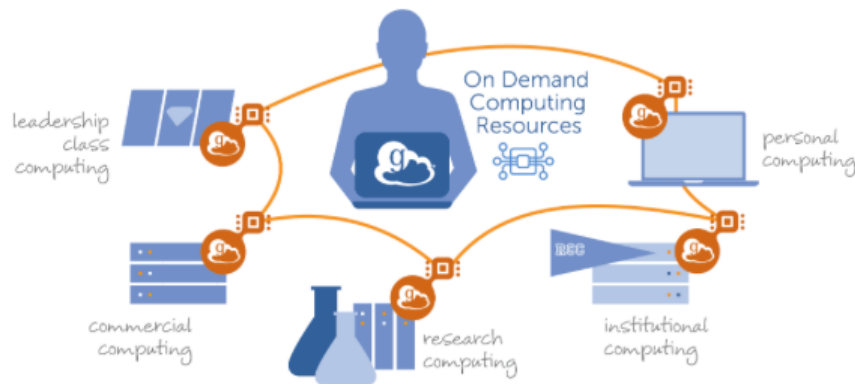 On Demand
Computing
Resources
leadership
class
computing
personal
computing
commercial
computing
research
computing
institutional
computing
g
g
g
g
g
g